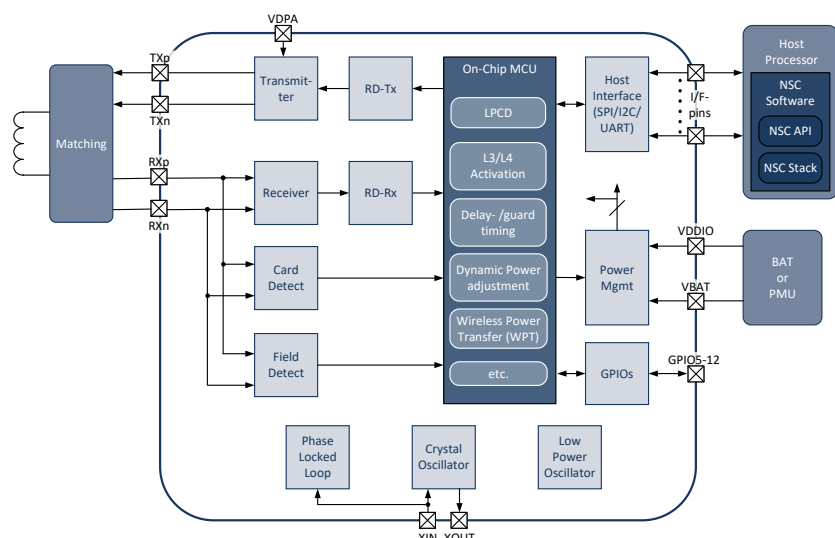 VDPA
TXp
TXn
RXp
RXn
Matching
Transmit-
ter
RD-Tx
Receiver
RD-Rx
Card
Detect
Field
Detect
On-Chip MCU
LPCD
L3/L4
Activation
Delay- /guard
timing
Dynamic Power
adjustment
Wireless Power
Transfer (WPT)
etc.
Host
Interface
(SPI/I2C/
UART)
I/F-
pins
Host
Processor
NSC
Software
NSC API
NSC Stack
Power
Mgmt
VDDIO
VBAT
BAT
or
PMU
GPIOs
GPIO5-12
Phase
Locked
Loop
Crystal
Oscillator
Low
Power
Oscillator
XIN
XOUT